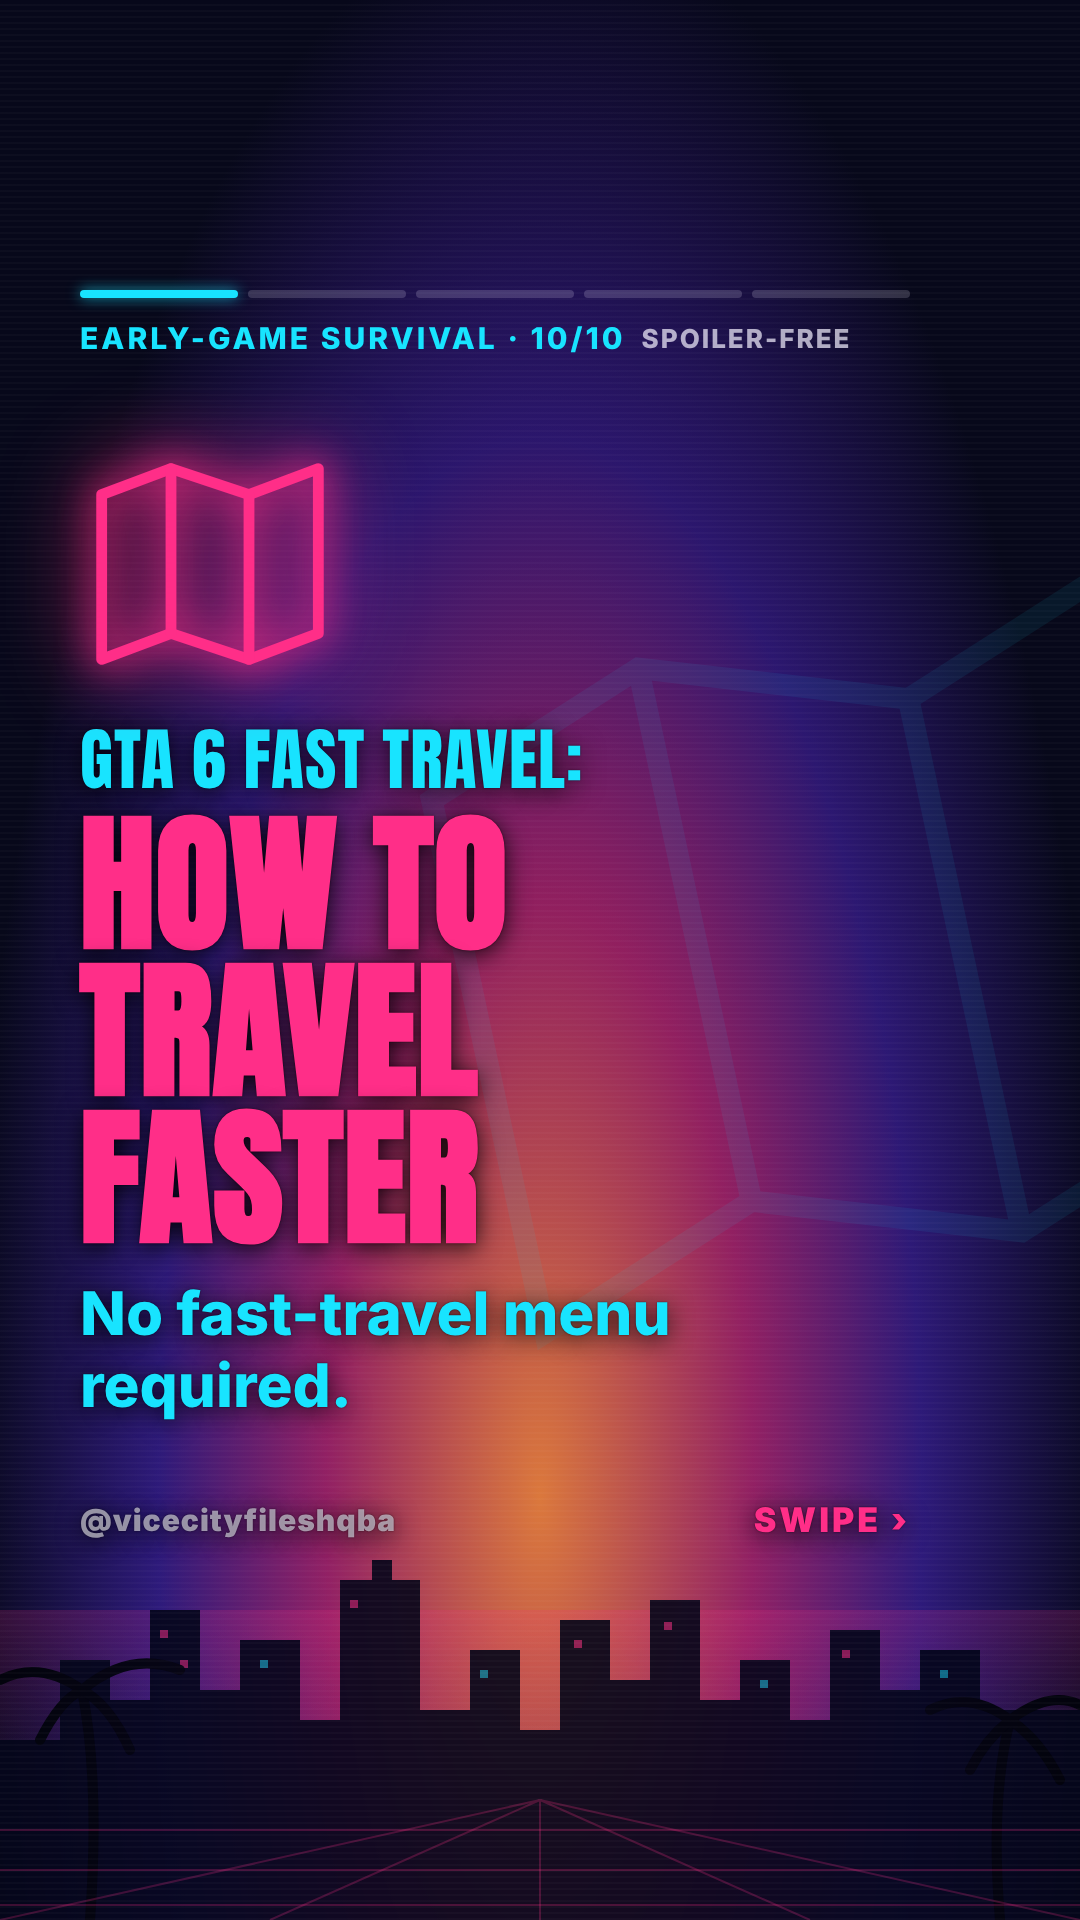 EARLY-GAME SURVIVAL · 10/10 SPOILER-FREE
GTA 6 FAST TRAVEL:
HOW TO
TRAVEL
FASTER
No fast-travel menu
required.
@vicecityfileshqba
SWIPE ›